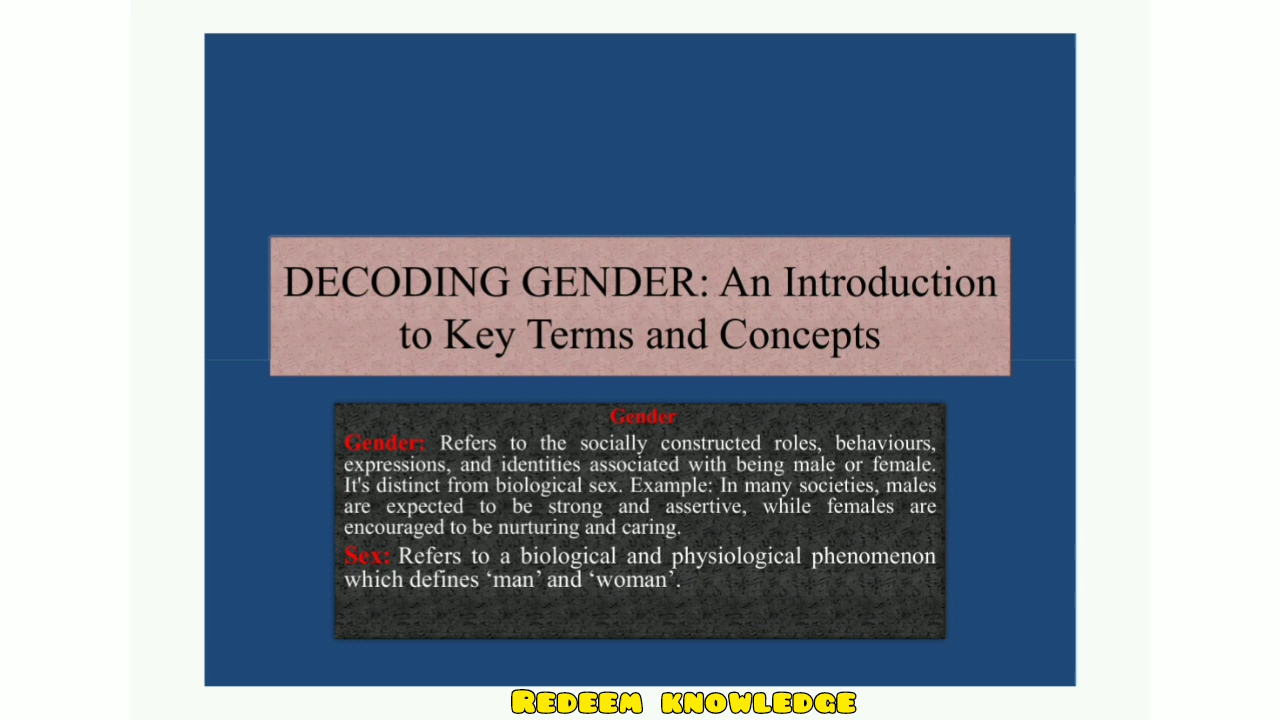 DECODING GENDER: An Introduction
to Key Terms and Concepts
Gender
Gender: Refers to the socially constructed roles, behaviours,
expressions, and identities associated with being male or female.
It's distinct from biological sex. Example: In many societies, males
are expected to be strong and assertive, while females are
encouraged to be nurturing and caring.
Sex: Refers to a biological and physiological phenomenon
which defines ‘man’ and ‘woman’.
Redeem knowledge